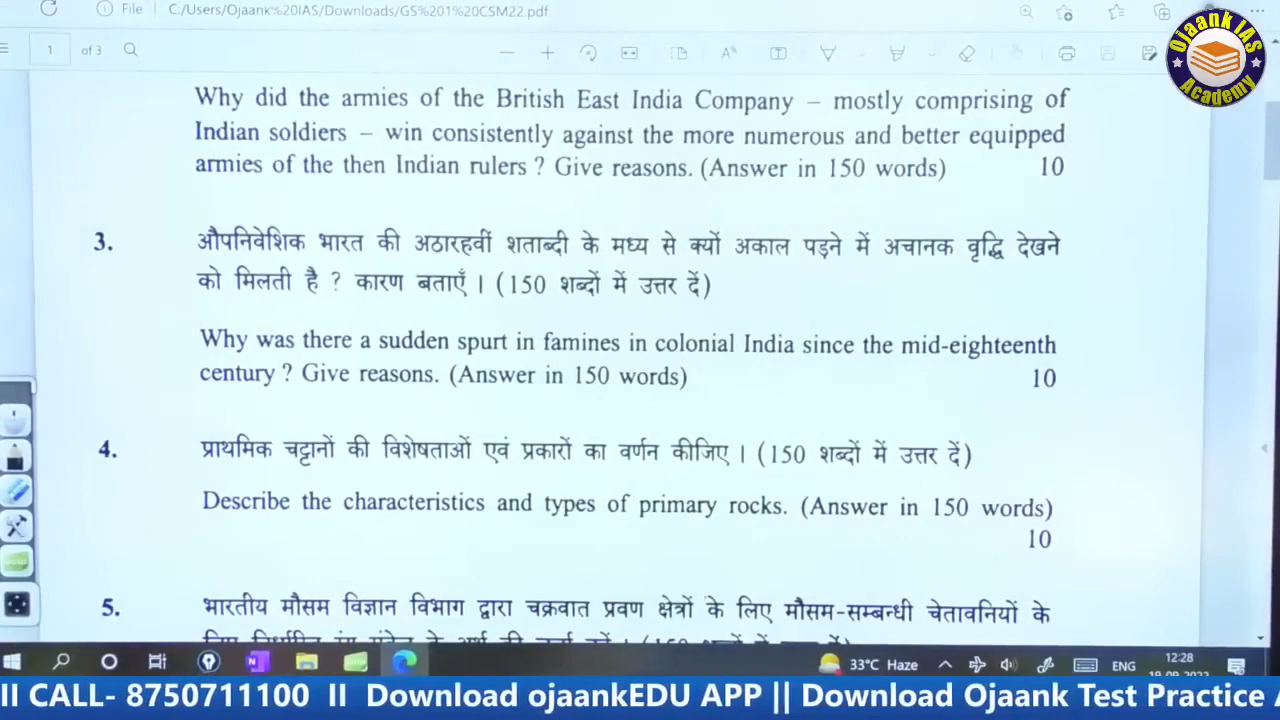 File
C:/Users/Ojaank%20IAS/Downloads/GS%201%20CSM22.pdf
1 of 3
Ojaank IAS Academy
Why did the armies of the British East India Company – mostly comprising of
Indian soldiers – win consistently against the more numerous and better equipped
armies of the then Indian rulers ? Give reasons. (Answer in 150 words) 10
3. औपनिवेशिक भारत की अठारहवीं शताब्दी के मध्य से क्यों अकाल पड़ने में अचानक वृद्धि देखने
को मिलती है ? कारण बताएँ । (150 शब्दों में उत्तर दें)
Why was there a sudden spurt in famines in colonial India since the mid-eighteenth
century ? Give reasons. (Answer in 150 words) 10
4. प्राथमिक चट्टानों की विशेषताओं एवं प्रकारों का वर्णन कीजिए । (150 शब्दों में उत्तर दें)
Describe the characteristics and types of primary rocks. (Answer in 150 words)
10
5. भारतीय मौसम विज्ञान विभाग द्वारा चक्रवात प्रवण क्षेत्रों के लिए मौसम-सम्बन्धी चेतावनियों के
33°C Haze ENG 12:28
II CALL- 8750711100 II Download ojaankEDU APP || Download Ojaank Test Practice